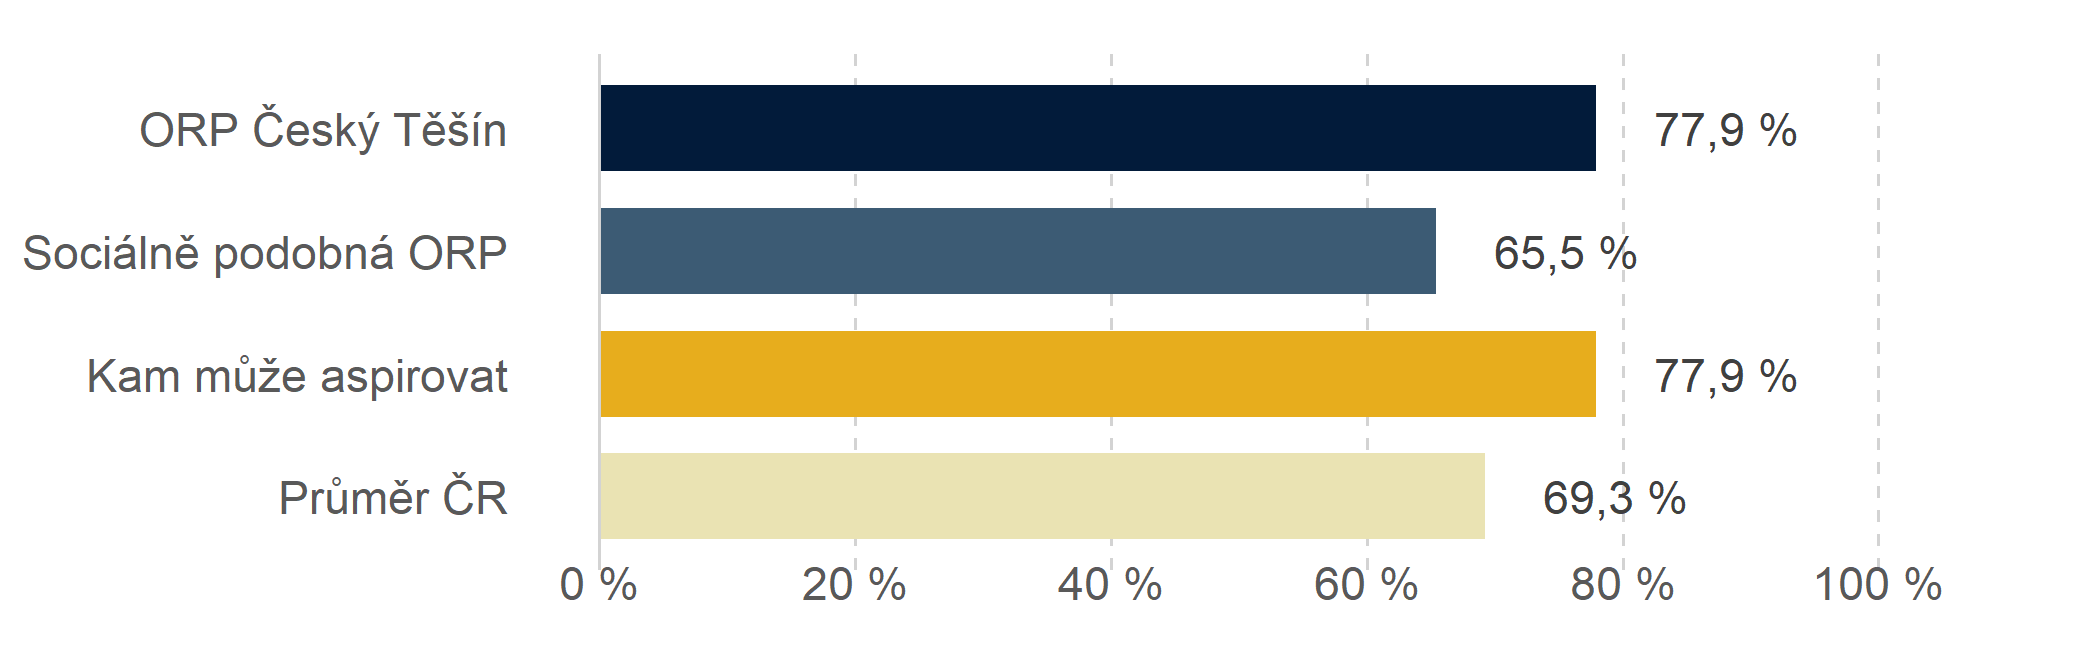 ORP Český Těšín
77,9 %
Sociálně podobná ORP
65,5 %
Kam může aspirovat
77,9 %
Průměr ČR
69,3 %
0 %
20 %
40 %
60 %
80 %
100 %